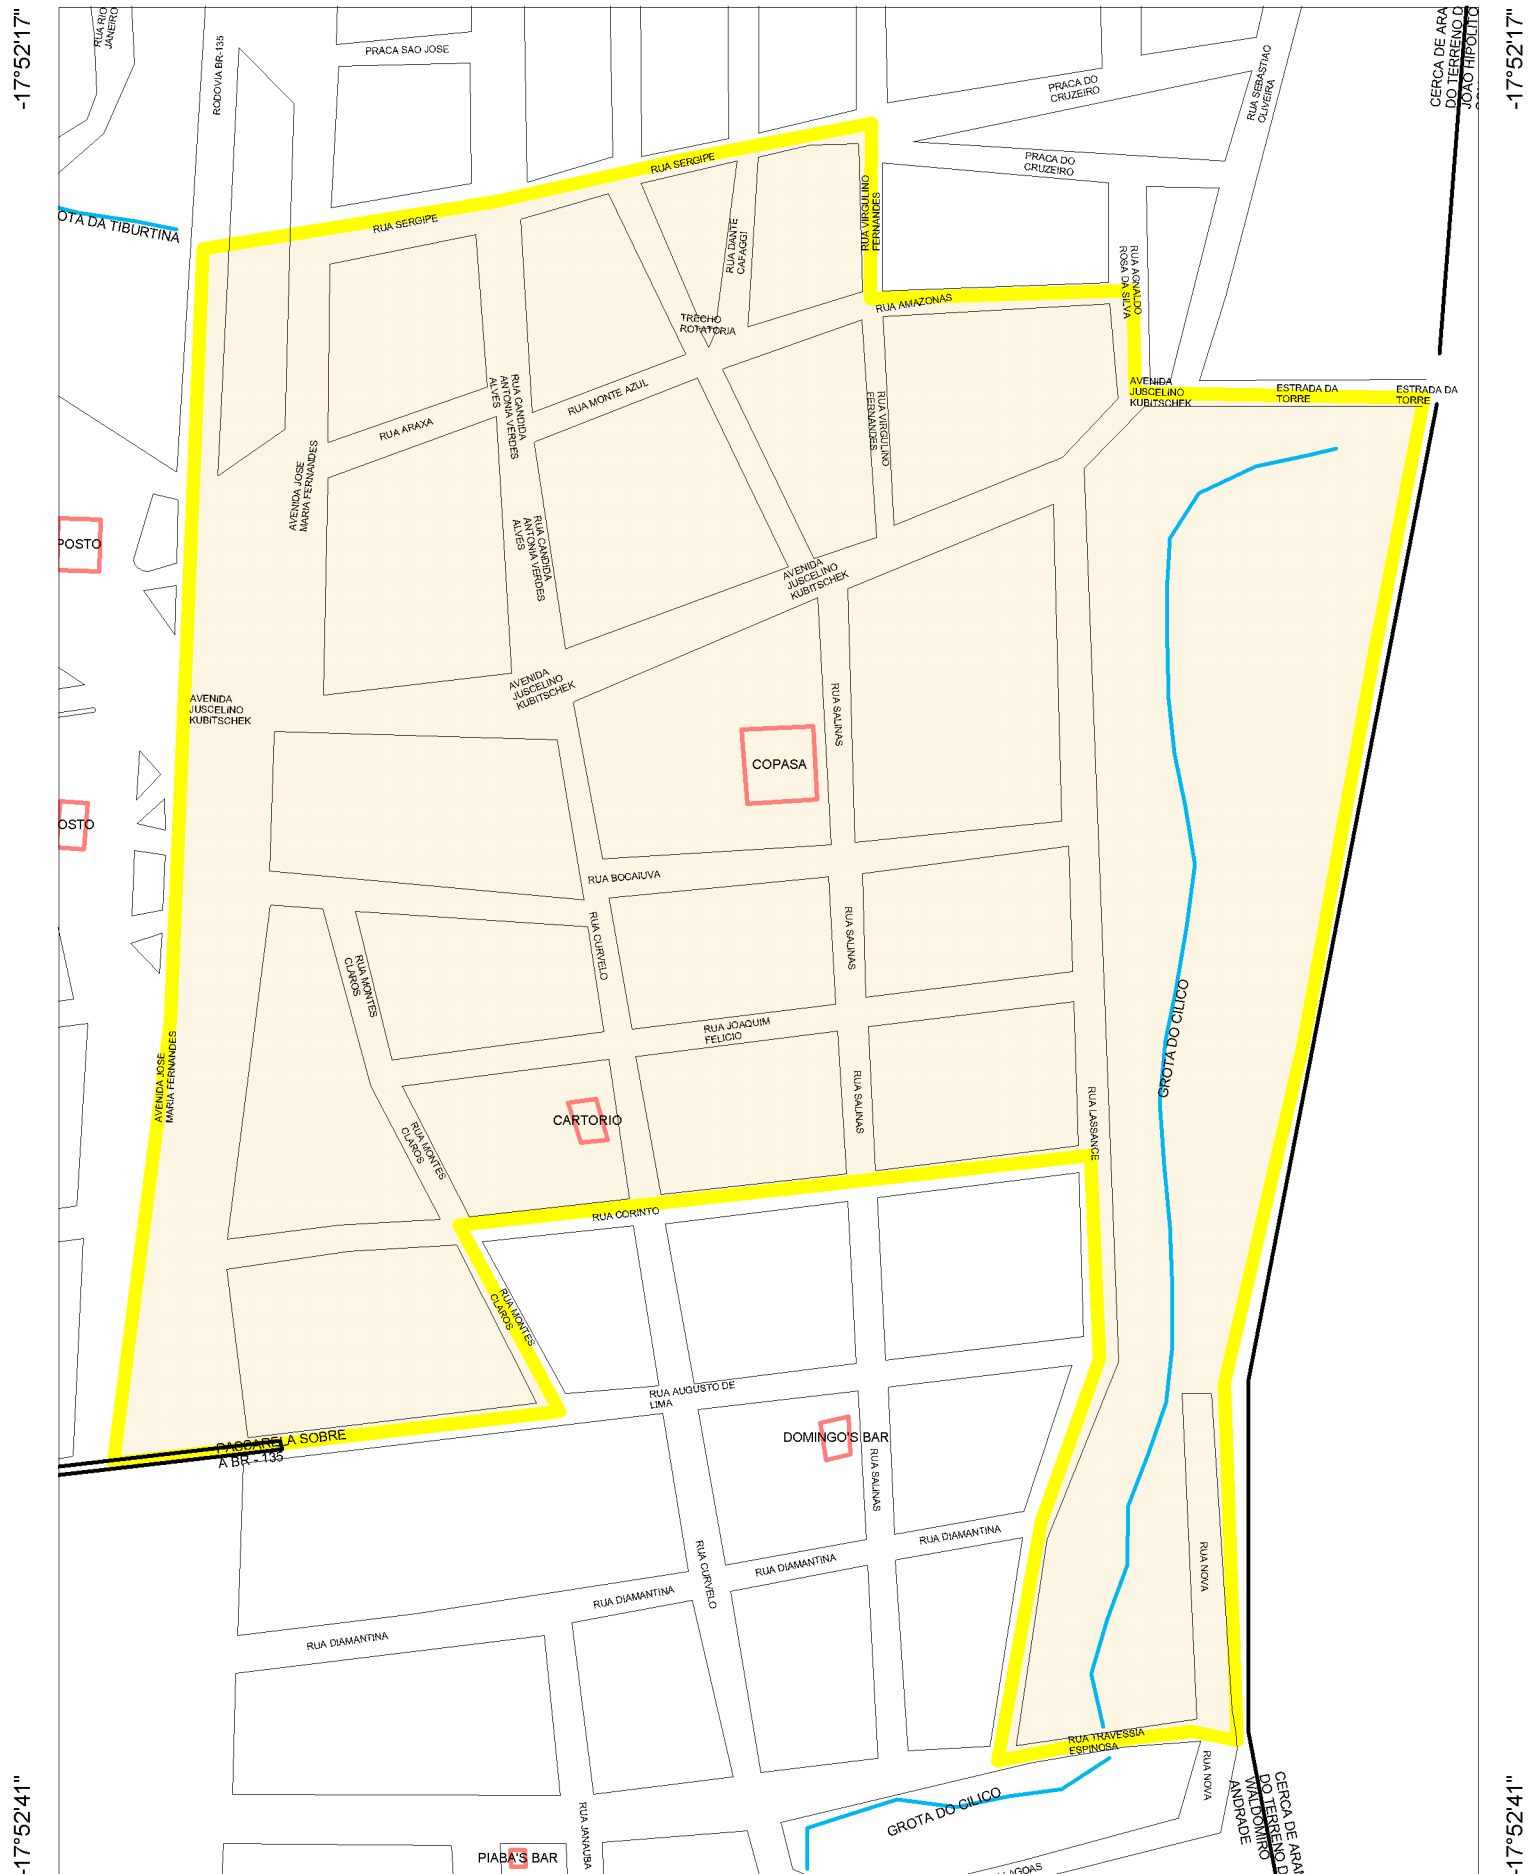 -17°52'17"
-17°52'17"
RUA RIO
JANEIRO
RODOVIA BR-135
PRACA SAO JOSE
PRACA DO
CRUZEIRO
RUA SEBASTIAO
OLIVEIRA
CERCA DE ARA
DO TERRENO D
JOAO HIPOLITO
RUA SERGIPE
PRACA DO
CRUZEIRO
RUA VIRGULINO
FERNANDES
OTA DA TIBURTINA
RUA SERGIPE
RUA DANTE
CAFAGGI
RUA AGNALDO
ROSA DA SILVA
RUA AMAZONAS
TRECHO
ROTATORIA
RUA CANDIDA
ANTONIA VERDES
ALVES
RUA MONTE AZUL
AVENIDA
JUSCELINO
KUBITSCHEK
ESTRADA DA
TORRE
ESTRADA DA
TORRE
RUA ARAXA
RUA VIRGULINO
FERNANDES
AVENIDA JOSE
MARIA FERNANDES
RUA CANDIDA
ANTONIA VERDES
ALVES
POSTO
AVENIDA
JUSCELINO
KUBITSCHEK
AVENIDA
JUSCELINO
KUBITSCHEK
AVENIDA
JUSCELINO
KUBITSCHEK
RUA SALINAS
COPASA
OSTO
RUA BOCAIUVA
RUA CURVELO
RUA SALINAS
RUA MONTES
CLAROS
GROTA DO CILICO
RUA JOAQUIM
FELICIO
AVENIDA JOSE
MARIA FERNANDES
RUA SALINAS
RUA LASSANCE
CARTORIO
RUA MONTES
CLAROS
RUA CORINTO
RUA MONTES
CLAROS
RUA AUGUSTO DE
LIMA
PASSARELA SOBRE
A BR - 135
DOMINGO'S BAR
RUA SALINAS
RUA DIAMANTINA
RUA NOVA
RUA DIAMANTINA
RUA CURVELO
RUA DIAMANTINA
RUA DIAMANTINA
RUA TRAVESSIA
ESPINOSA
RUA NOVA
GROTA DO CILICO
CERCA DE ARAM
DO TERRENO D
WALDOMIRO
ANDRADE
RUA JANAUBA
PIABA'S BAR
AGOAS
-17°52'41"
-17°52'41"